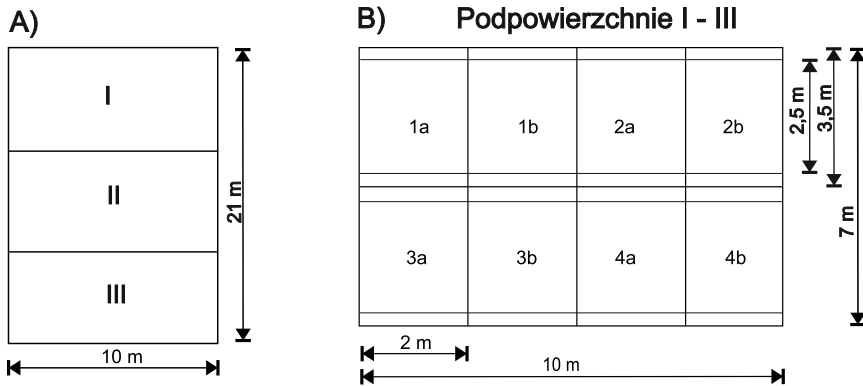 A)
I
II
III
21 m
10 m
B) Podpowierzchnie I - III
1a 1b 2a 2b
3a 3b 4a 4b
2,5 m
3,5 m
7 m
2 m
10 m